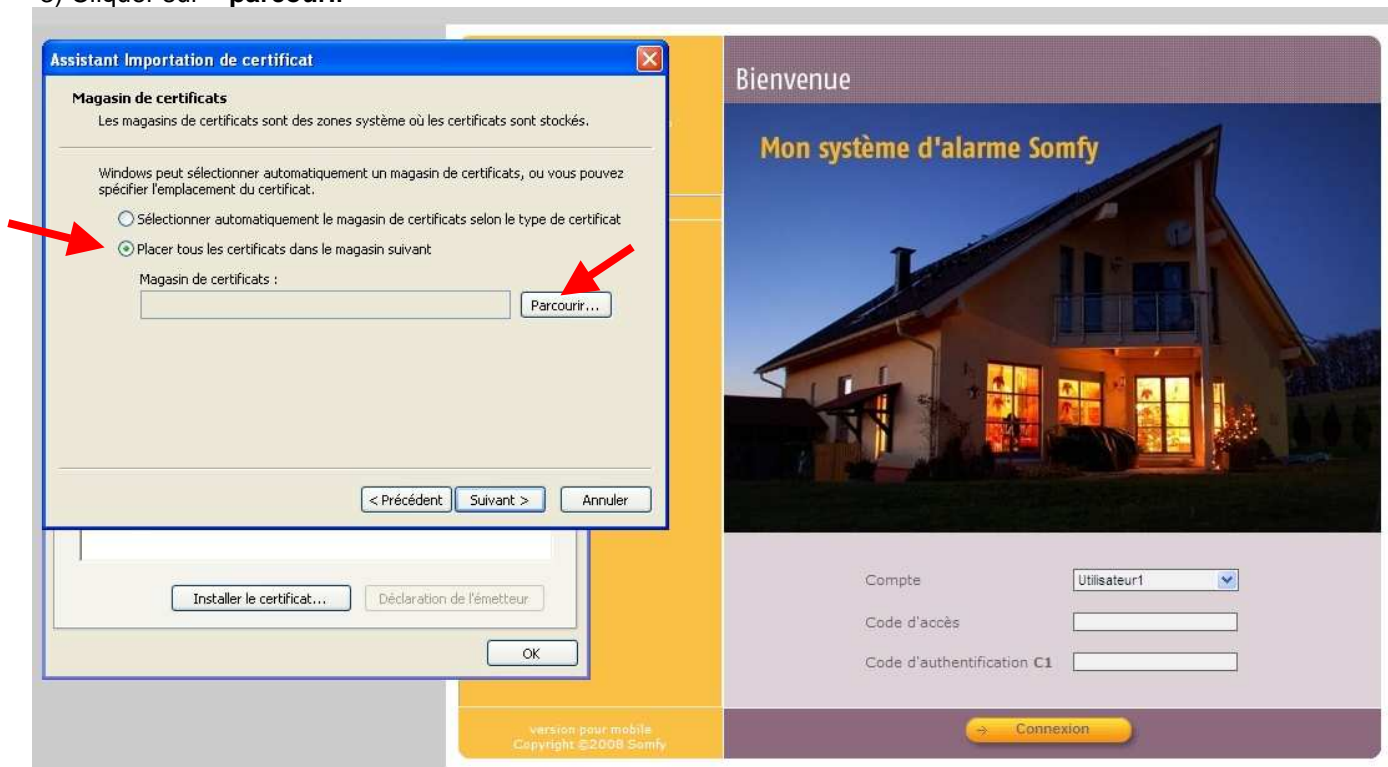 Cliquer sur parcourir
Assistant Importation de certificat
Magasin de certificats
Les magasins de certificats sont des zones système où les certificats sont stockés.
Windows peut sélectionner automatiquement un magasin de certificats, ou vous pouvez
spécifier l'emplacement du certificat.
Sélectionner automatiquement le magasin de certificats selon le type de certificat
Placer tous les certificats dans le magasin suivant
Magasin de certificats :
Parcourir...
< Précédent Suivant > Annuler
Installer le certificat... Déclaration de l'émetteur
OK
Bienvenue
Mon système d'alarme Somfy
Compte Utilisateur1
Code d'accès
Code d'authentification C1
version pour mobile
Copyright ©2008 Somfy
→ Connexion